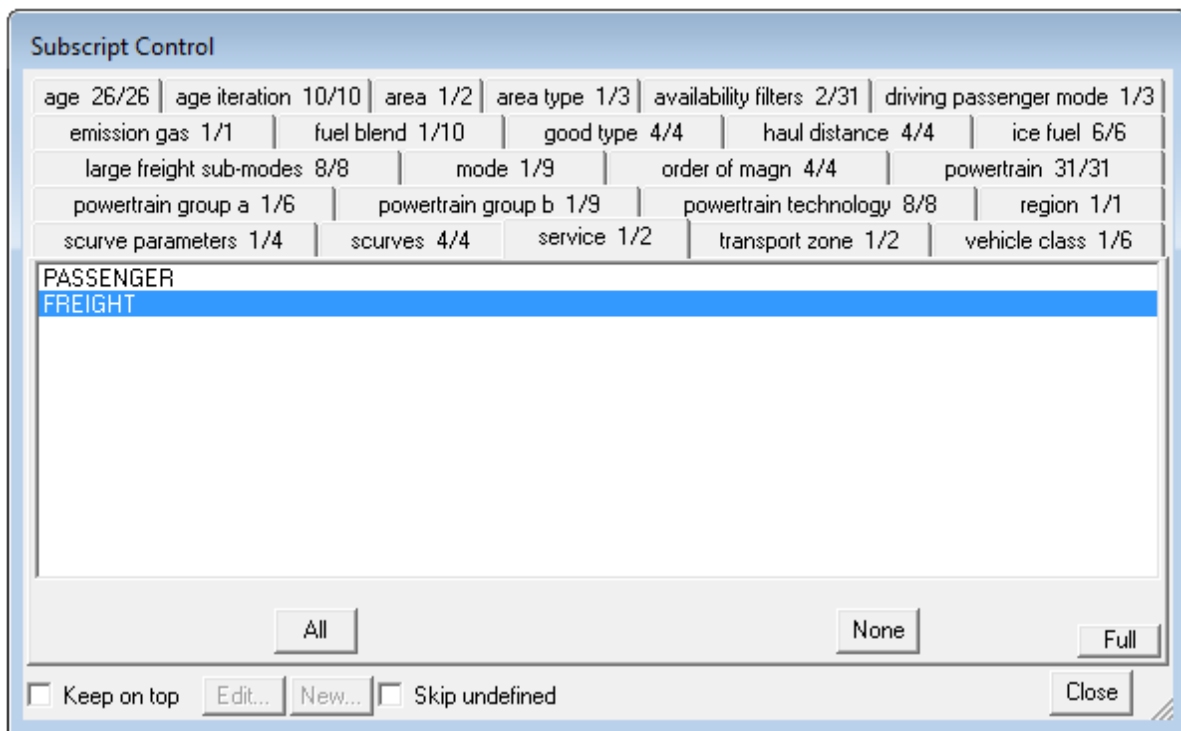 Subscript Control
age 26/26 age iteration 10/10 area 1/2 area type 1/3 availability filters 2/31 driving passenger mode 1/3
emission gas 1/1 fuel blend 1/10 good type 4/4 haul distance 4/4 ice fuel 6/6
large freight sub-modes 8/8 mode 1/9 order of magn 4/4 powertrain 31/31
powertrain group a 1/6 powertrain group b 1/9 powertrain technology 8/8 region 1/1
scurve parameters 1/4 scurves 4/4 service 1/2 transport zone 1/2 vehicle class 1/6
PASSENGER
FREIGHT
All None Full
Keep on top Edit... New... Skip undefined Close